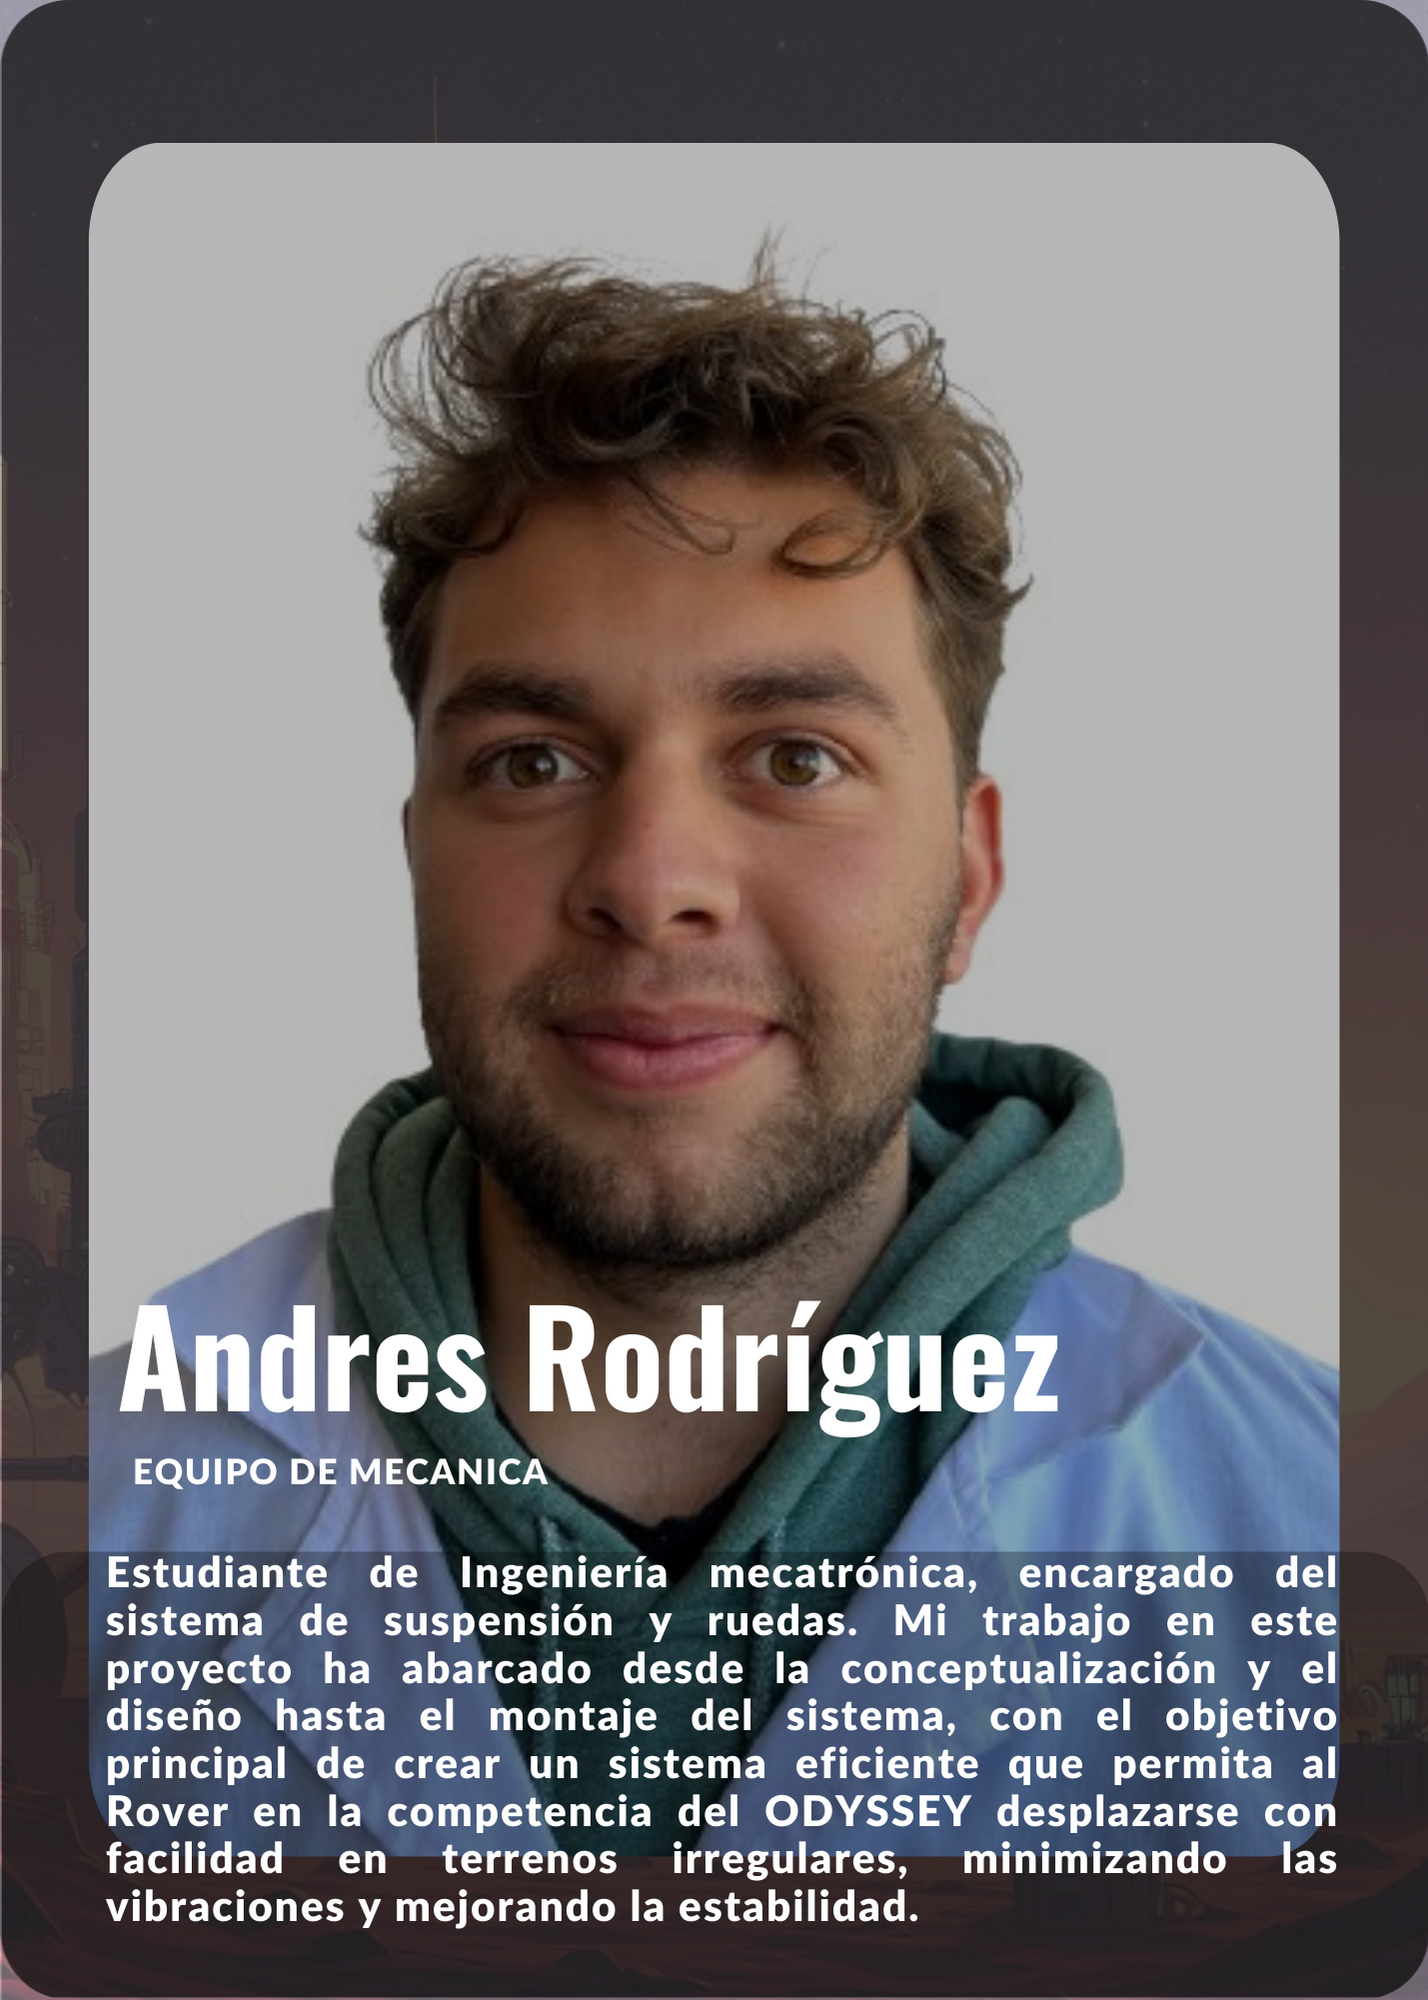 Andres Rodríguez
EQUIPO DE MECANICA
Estudiante de Ingeniería mecatrónica, encargado del
sistema de suspensión y ruedas. Mi trabajo en este
proyecto ha abarcado desde la conceptualización y el
diseño hasta el montaje del sistema, con el objetivo
principal de crear un sistema eficiente que permita al
Rover en la competencia del ODYSSEY desplazarse con
facilidad en terrenos irregulares, minimizando las
vibraciones y mejorando la estabilidad.